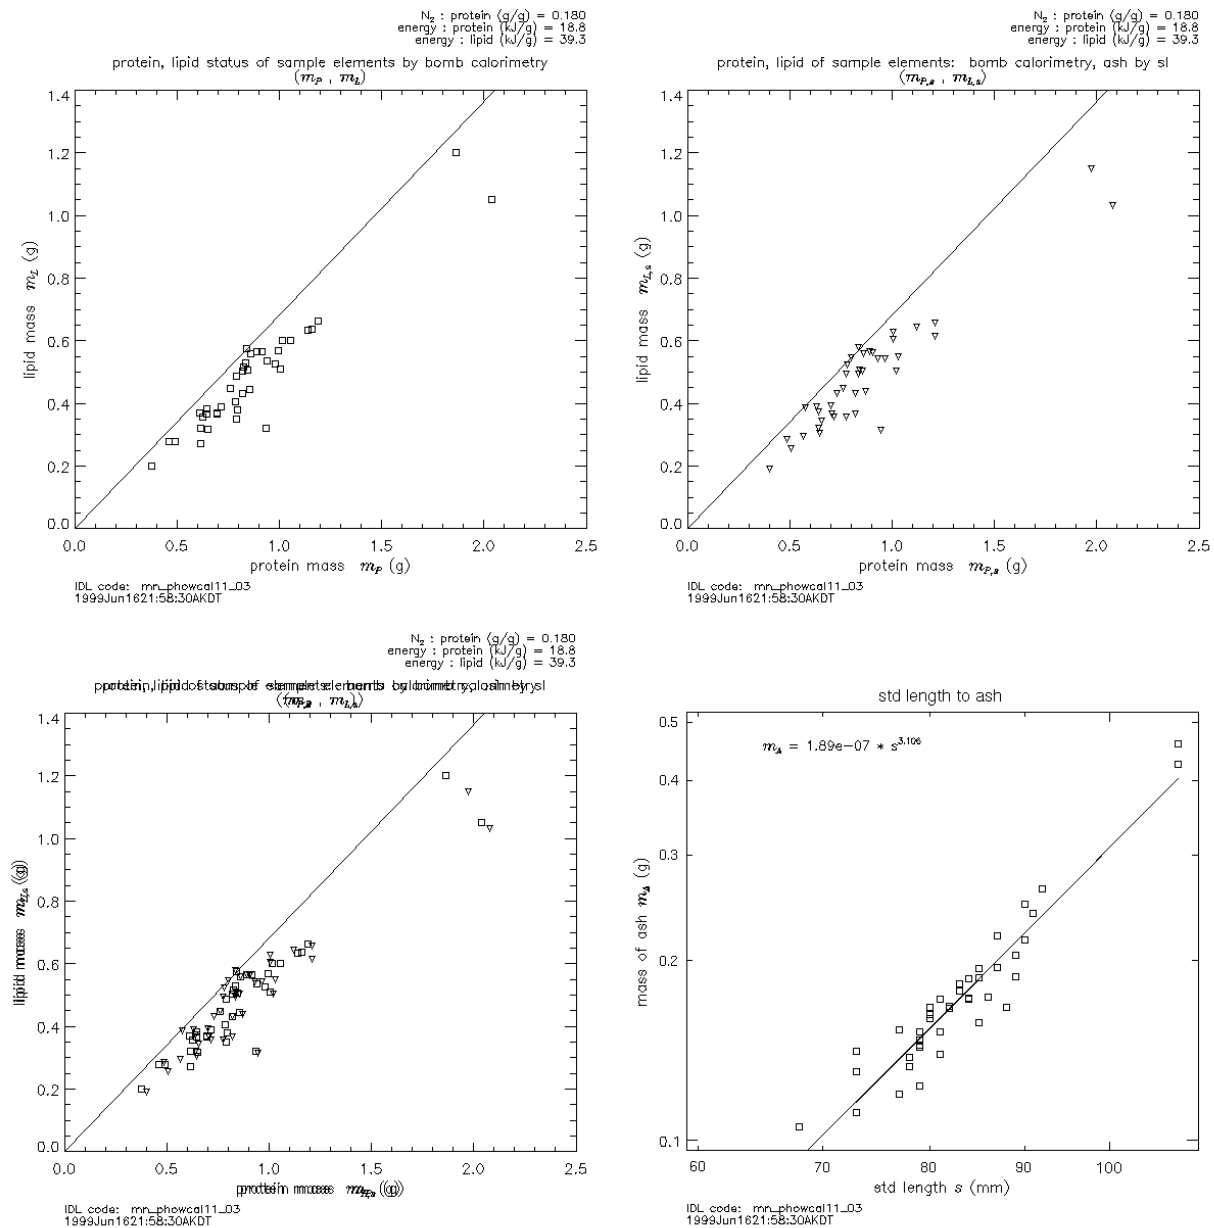 N₂ : protein (g/g) = 0.180
energy : protein (kJ/g) = 18.8
energy : lipid (kJ/g) = 39.3
protein, lipid status of sample elements by bomb calorimetry
(m_P , m_L)
1.4
1.2
1.0
0.8
0.6
0.4
0.2
0.0
lipid mass m_L (g)
0.0 0.5 1.0 1.5 2.0 2.5
protein mass m_P (g)
IDL code: mn_phowcal11_03
1999Jun1621:58:30AKDT
N₂ : protein (g/g) = 0.180
energy : protein (kJ/g) = 18.8
energy : lipid (kJ/g) = 39.3
protein, lipid of sample elements: bomb calorimetry, ash by sl
(m_P,s , m_L,s)
1.4
1.2
1.0
0.8
0.6
0.4
0.2
0.0
lipid mass m_L,s (g)
0.0 0.5 1.0 1.5 2.0 2.5
protein mass m_P,s (g)
IDL code: mn_phowcal11_03
1999Jun1621:58:30AKDT
N₂ : protein (g/g) = 0.180
energy : protein (kJ/g) = 18.8
energy : lipid (kJ/g) = 39.3
1.4
1.2
1.0
0.8
0.6
0.4
0.2
0.0
0.0 0.5 1.0 1.5 2.0 2.5
IDL code: mn_phowcal11_03
1999Jun1621:58:30AKDT
std length to ash
m_A = 1.89e-07 * s^3.106
0.5
0.4
0.3
0.2
0.1
mass of ash m_A (g)
60 70 80 90 100
std length s (mm)
IDL code: mn_phowcal11_03
1999Jun1621:58:30AKDT